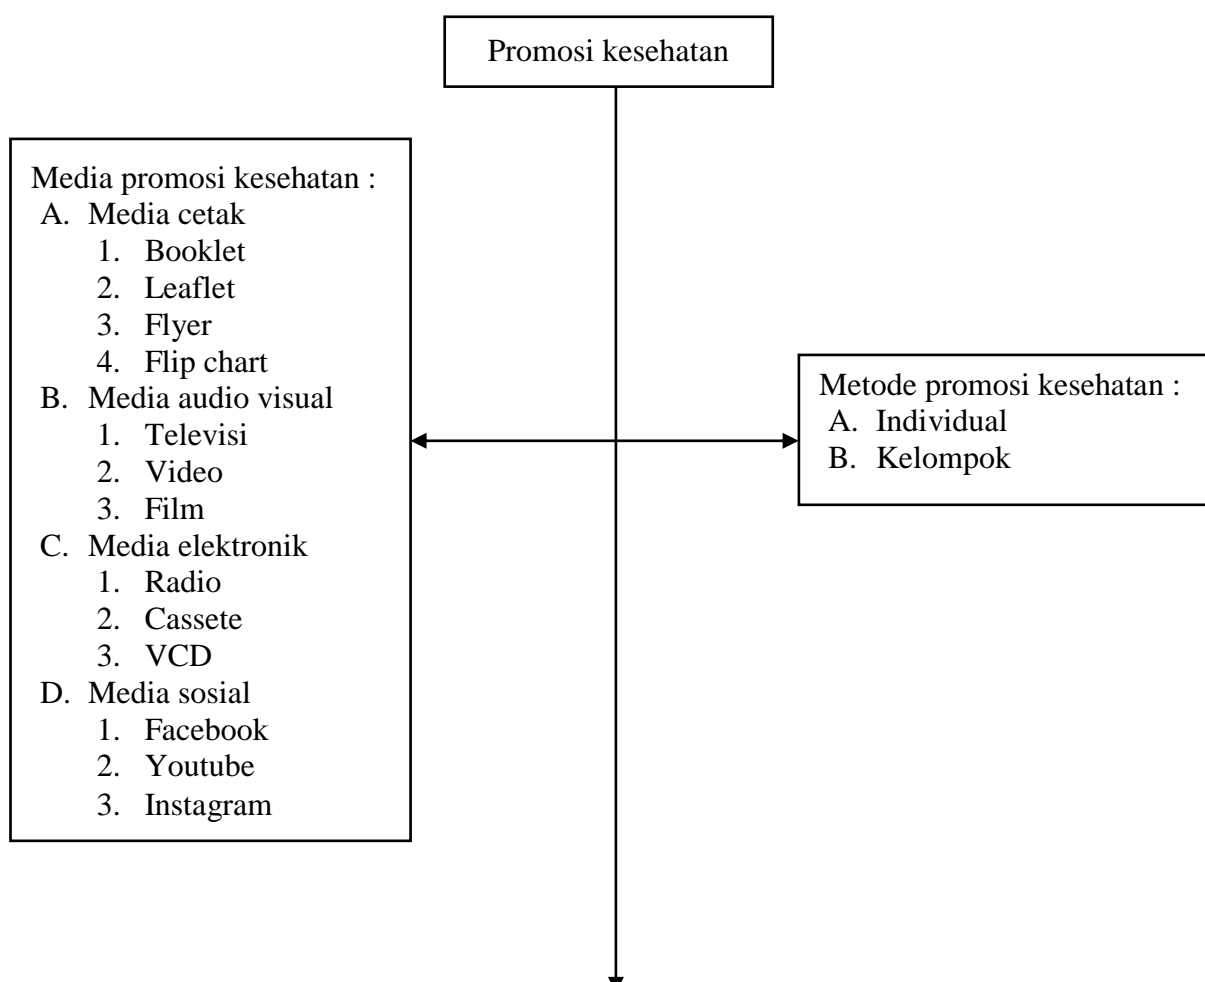 Promosi kesehatan
Media promosi kesehatan :
A. Media cetak
1. Booklet
2. Leaflet
3. Flyer
4. Flip chart
B. Media audio visual
1. Televisi
2. Video
3. Film
C. Media elektronik
1. Radio
2. Cassete
3. VCD
D. Media sosial
1. Facebook
2. Youtube
3. Instagram
Metode promosi kesehatan :
A. Individual
B. Kelompok